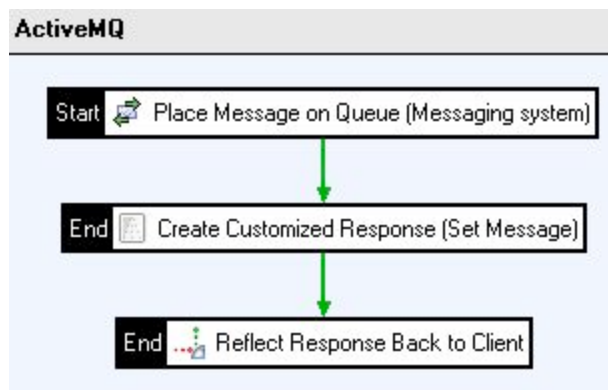 ActiveMQ
Start Place Message on Queue (Messaging system)
End Create Customized Response (Set Message)
End Reflect Response Back to Client